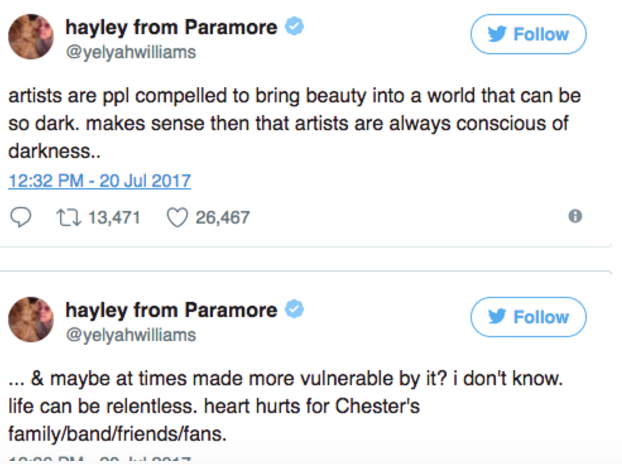 hayley from Paramore
Follow
@yelyahwilliams
artists are ppl compelled to bring beauty into a world that can be
so dark. makes sense then that artists are always conscious of
darkness..
12:32 PM - 20 Jul 2017
13,471 26,467
hayley from Paramore
Follow
@yelyahwilliams
... & maybe at times made more vulnerable by it? i don't know.
life can be relentless. heart hurts for Chester's
family/band/friends/fans.